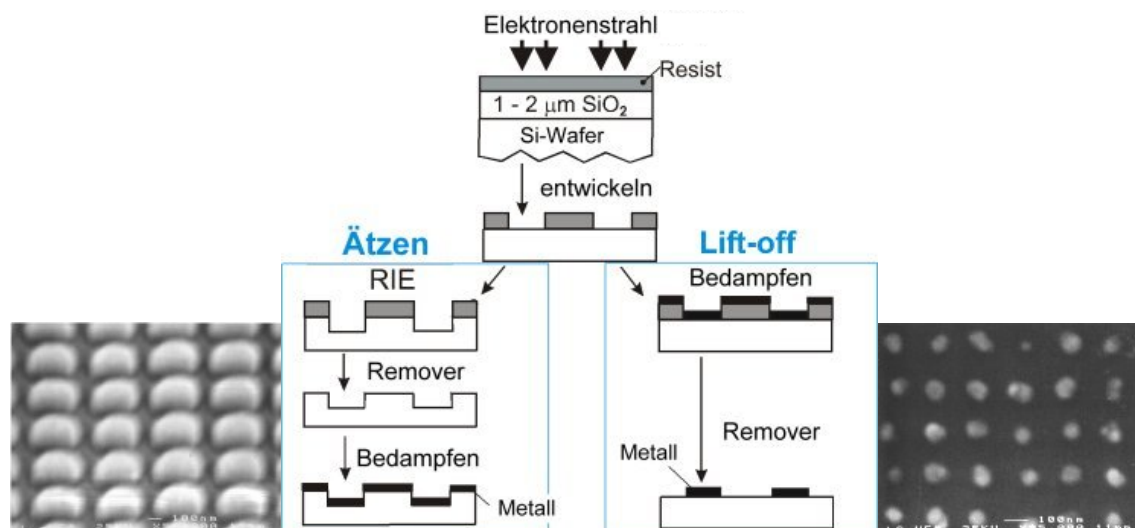 Elektronenstrahl
Resist
1 - 2 μm SiO₂
Si-Wafer
entwickeln
Ätzen
Lift-off
RIE
Bedampfen
Remover
Bedampfen
Metall
Remover
Metall
100nm
100nm